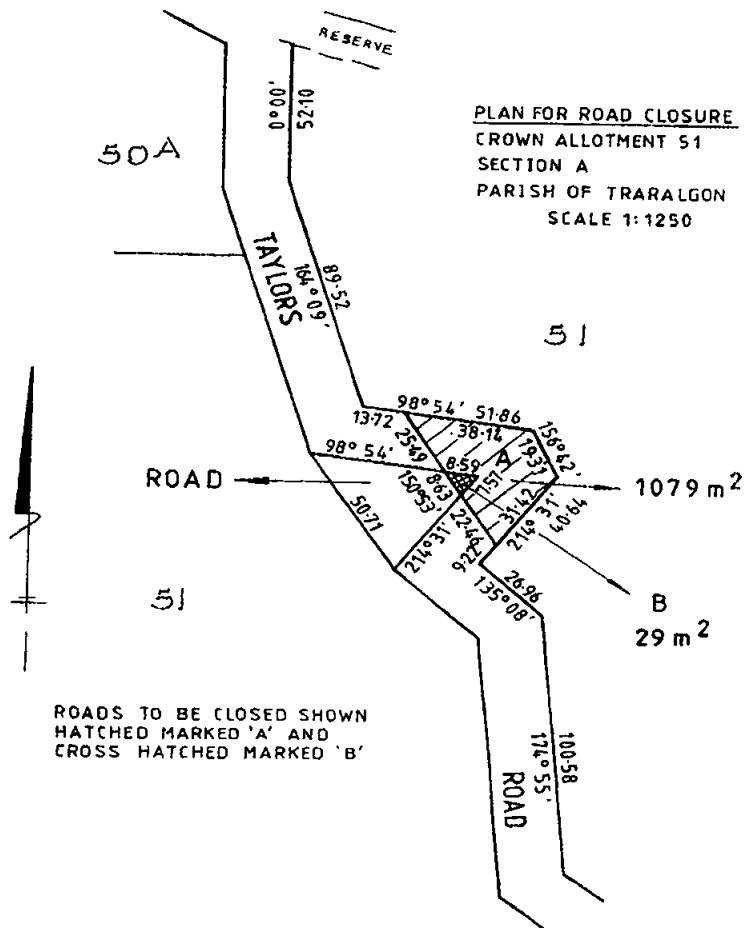 RESERVE
0°00'
52·10
PLAN FOR ROAD CLOSURE
CROWN ALLOTMENT 51
SECTION A
PARISH OF TRARALGON
SCALE 1:1250
50A
TAYLORS
89·52
164°09'
51
98°54' 51·86
13·72
38·14
156°42'
19·31
25·49
98°54'
8·59
A
ROAD
8·63
11·57
150°53'
1079 m²
31·42
214°31'
40·64
50·71
22·46
214°31'
9·22
26·96
135°08'
B
29 m²
51
ROADS TO BE CLOSED SHOWN
HATCHED MARKED 'A' AND
CROSS HATCHED MARKED 'B'
100·58
174°55'
ROAD